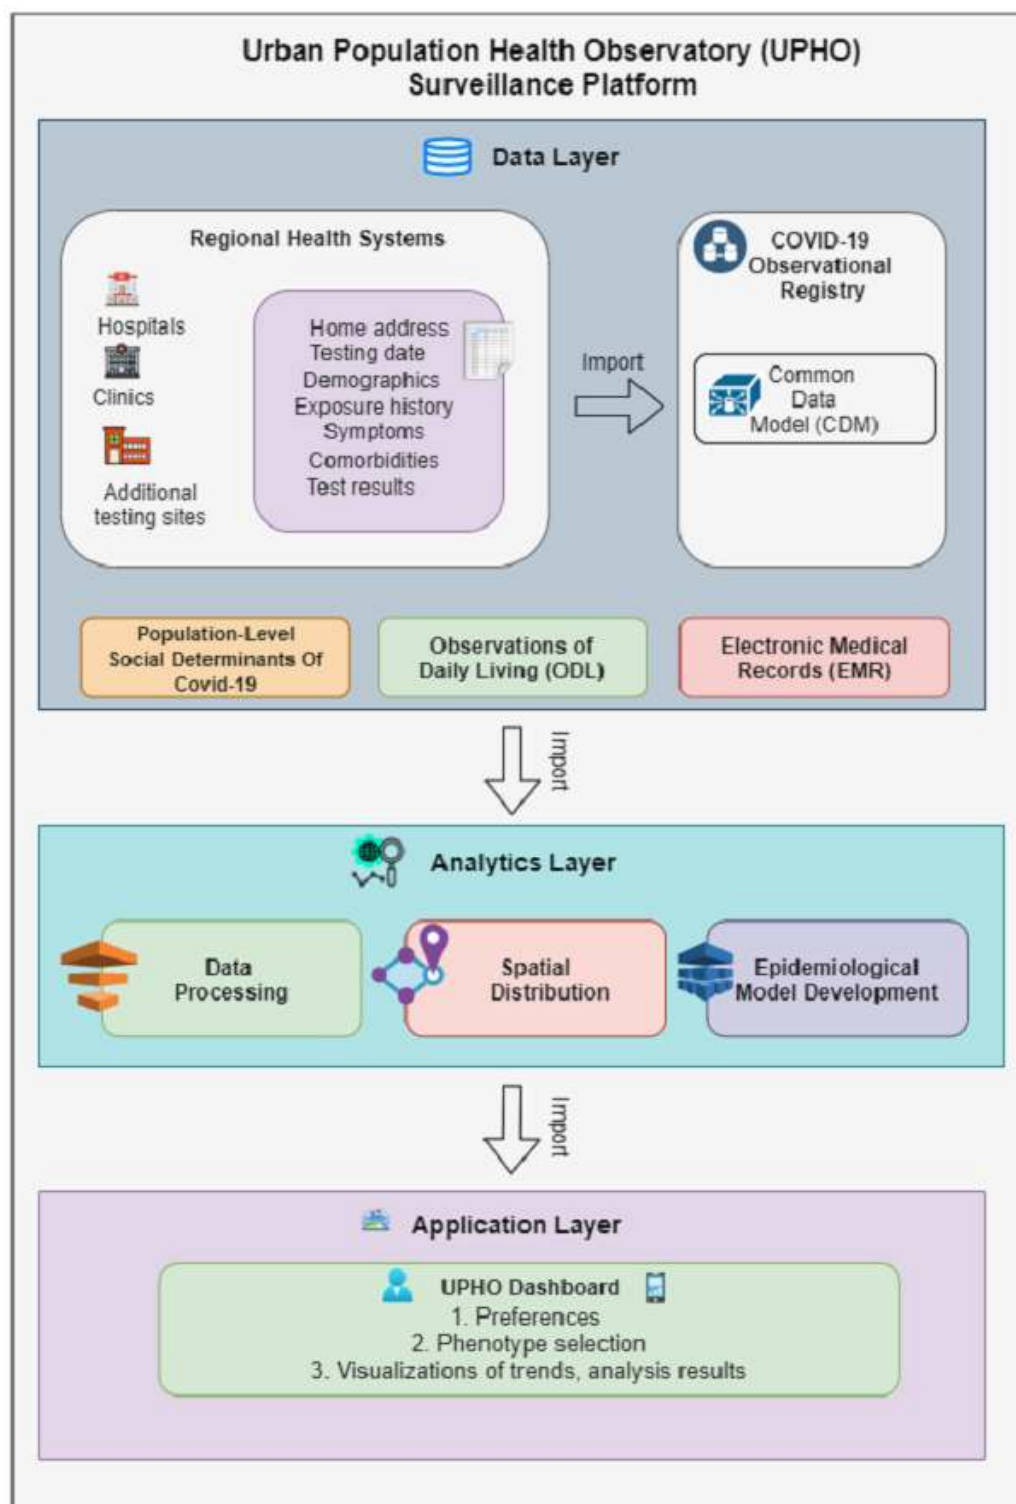 Urban Population Health Observatory (UPHO)
Surveillance Platform
Data Layer
Regional Health Systems
Hospitals
Clinics
Additional
testing sites
Home address
Testing date
Demographics
Exposure history
Symptoms
Comorbidities
Test results
Import
COVID-19
Observational
Registry
Common
Data
Model (CDM)
Population-Level
Social Determinants Of
Covid-19
Observations of
Daily Living (ODL)
Electronic Medical
Records (EMR)
Import
Analytics Layer
Data
Processing
Spatial
Distribution
Epidemiological
Model Development
Import
Application Layer
UPHO Dashboard
1. Preferences
2. Phenotype selection
3. Visualizations of trends, analysis results